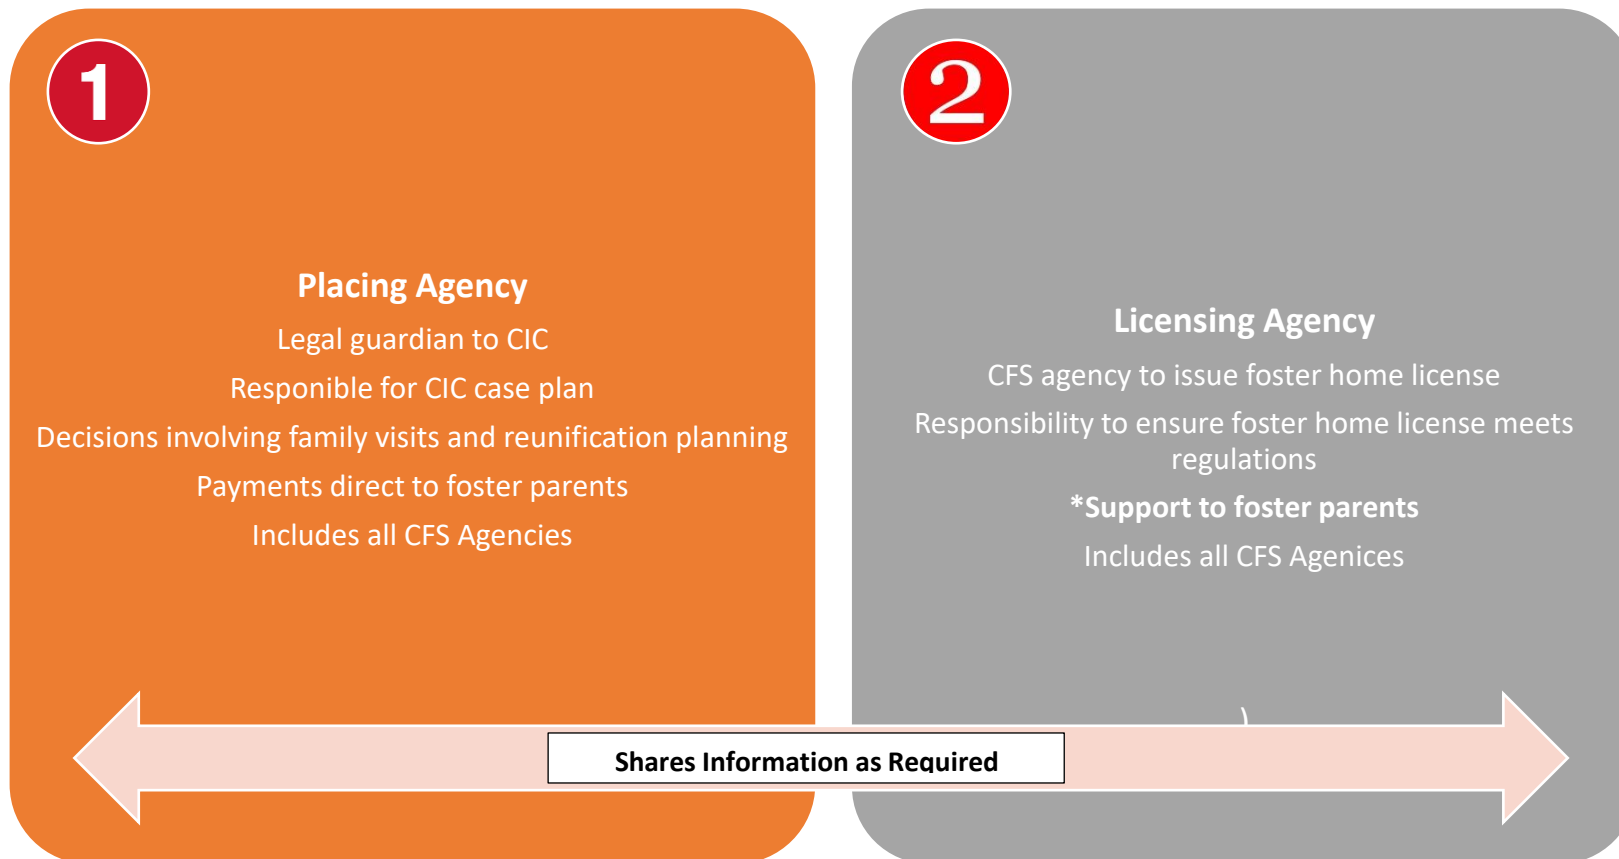 1
Placing Agency
Legal guardian to CIC
Responible for CIC case plan
Decisions involving family visits and reunification planning
Payments direct to foster parents
Includes all CFS Agencies
2
Licensing Agency
CFS agency to issue foster home license
Responsibility to ensure foster home license meets
regulations
*Support to foster parents
Includes all CFS Agenices
)
Shares Information as Required